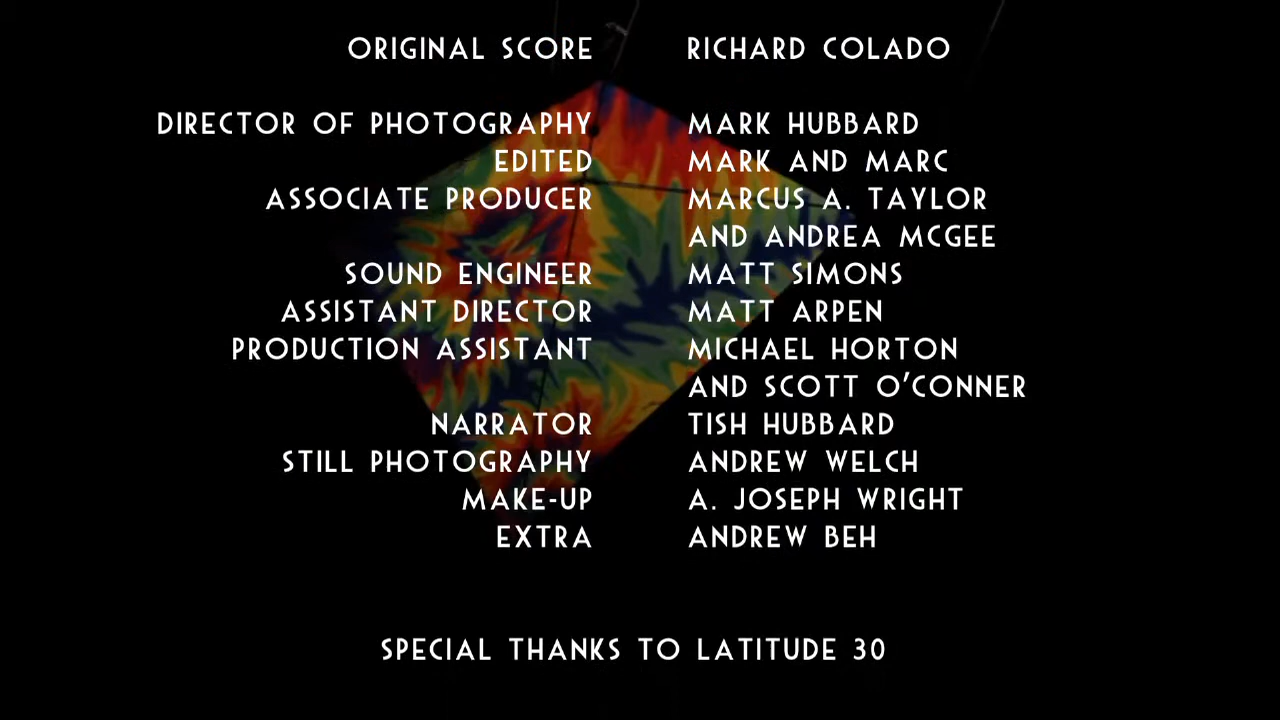 ORIGINAL SCORE RICHARD COLADO
DIRECTOR OF PHOTOGRAPHY MARK HUBBARD
EDITED MARK AND MARC
ASSOCIATE PRODUCER MARCUS A. TAYLOR
AND ANDREA MCGEE
SOUND ENGINEER MATT SIMONS
ASSISTANT DIRECTOR MATT ARPEN
PRODUCTION ASSISTANT MICHAEL HORTON
AND SCOTT O'CONNER
NARRATOR TISH HUBBARD
STILL PHOTOGRAPHY ANDREW WELCH
MAKE-UP A. JOSEPH WRIGHT
EXTRA ANDREW BEH
SPECIAL THANKS TO LATITUDE 30